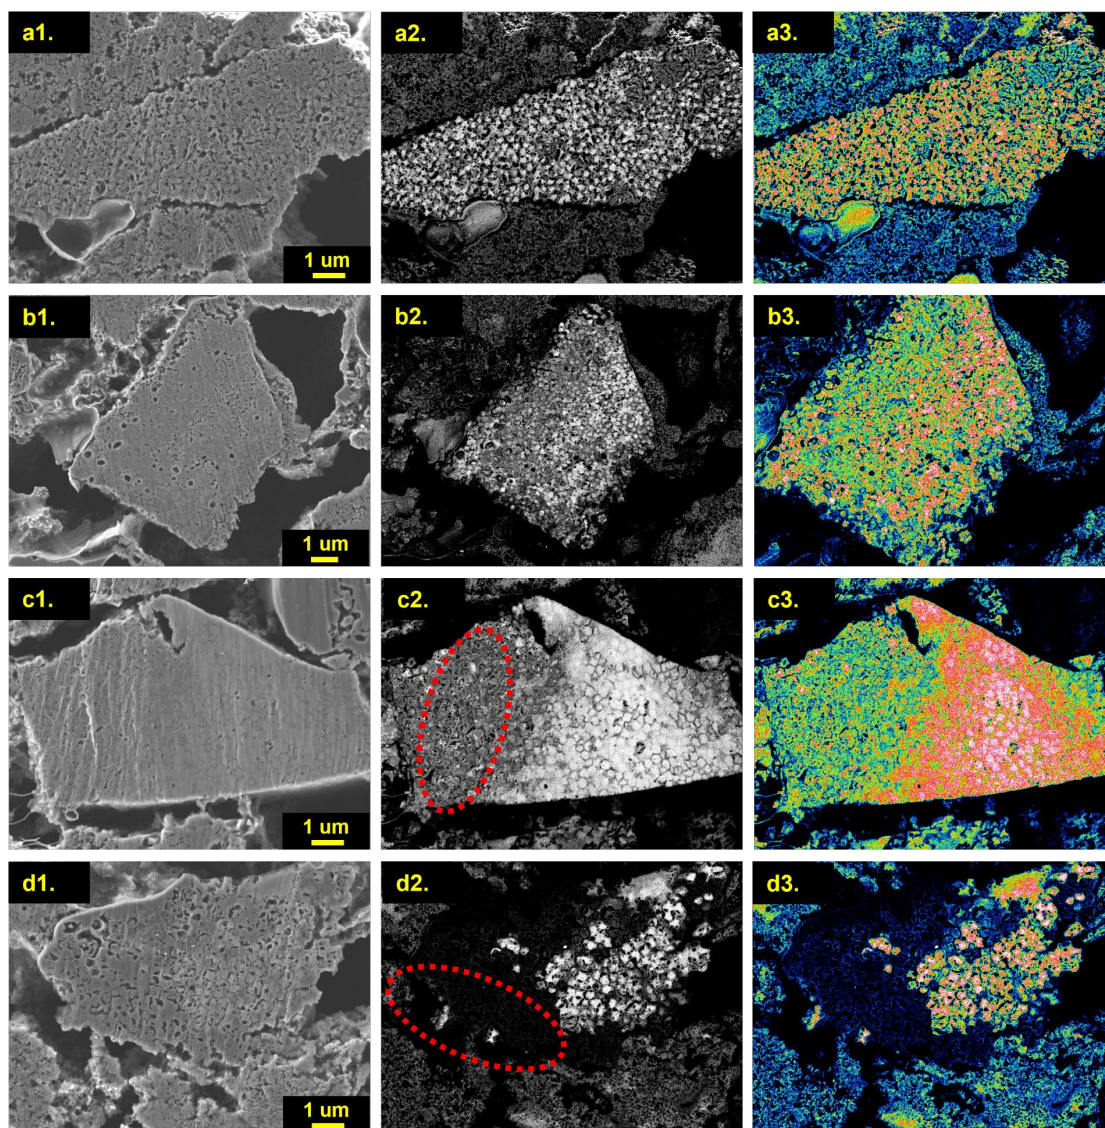 a1.
a2.
a3.
1 um
b1.
b2.
b3.
1 um
c1.
c2.
c3.
1 um
d1.
d2.
d3.
1 um